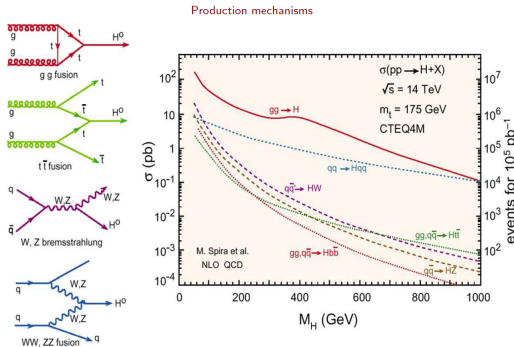 Production mechanisms
g
g
t
t
t
H⁰
g g fusion
g
g
t
t̅
t
H⁰
t̅
t t̅ fusion
q
q̅
W,Z
W,Z
H⁰
W, Z bremsstrahlung
q
q
W,Z
W,Z
H⁰
q
WW, ZZ fusion
σ (pb)
10²
10
1
10⁻¹
10⁻²
10⁻³
10⁻⁴
σ(pp→H+X)
√s = 14 TeV
mₜ = 175 GeV
CTEQ4M
gg→H
qq→Hqq
qq̅→HW
gg,qq̅→Htt̅
gg,qq̅→Hbb̅
qq̅→HZ
M. Spira et al.
NLO QCD
10⁷
10⁶
10⁵
10⁴
10³
10²
events for 10⁵ pb⁻¹
0 200 400 600 800 1000
M_H (GeV)